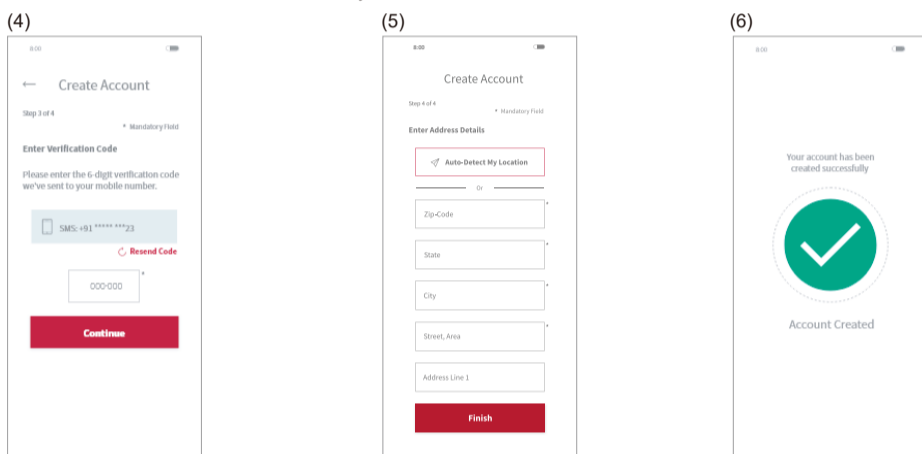 (4)
8:00
← Create Account
Step 3 of 4
* Mandatory Field
Enter Verification Code
Please enter the 6-digit verification code
we've sent to your mobile number.
SMS: +91 ***** ***23
Resend Code
000-000
*
Continue
(5)
8:00
Create Account
Step 4 of 4
* Mandatory Field
Enter Address Details
Auto-Detect My Location
Or
Zip-Code
*
State
*
City
*
Street, Area
*
Address Line 1
Finish
(6)
8:00
Your account has been
created successfully
Account Created